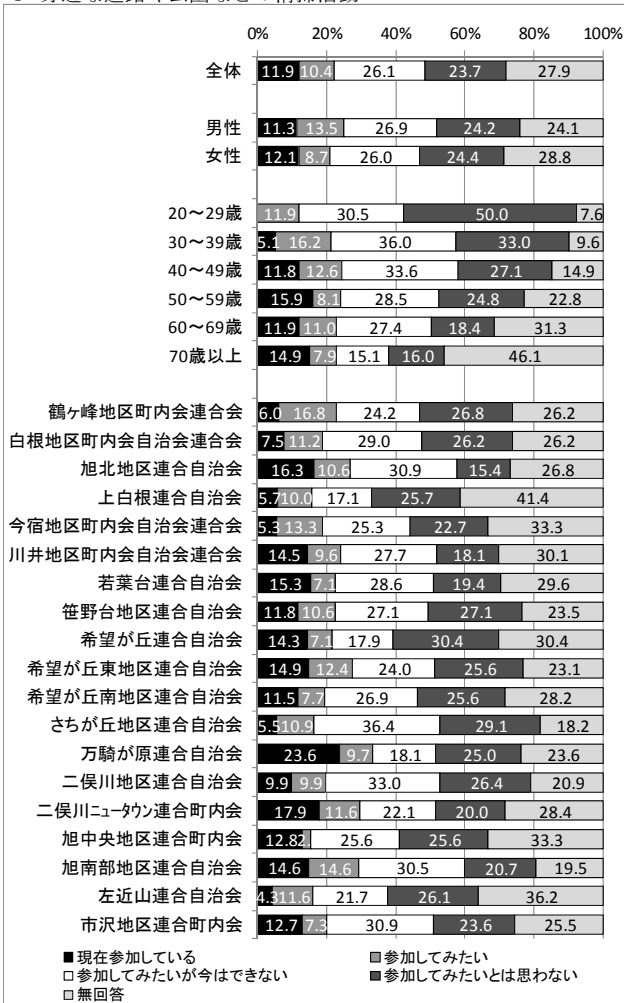 0% 20% 40% 60% 80% 100%
全体 11.9 10.4 26.1 23.7 27.9
男性 11.3 13.5 26.9 24.2 24.1
女性 12.1 8.7 26.0 24.4 28.8
20～29歳 11.9 30.5 50.0 7.6
30～39歳 5.1 16.2 36.0 33.0 9.6
40～49歳 11.8 12.6 33.6 27.1 14.9
50～59歳 15.9 8.1 28.5 24.8 22.8
60～69歳 11.9 11.0 27.4 18.4 31.3
70歳以上 14.9 7.9 15.1 16.0 46.1
鶴ヶ峰地区町内会連合会 6.0 16.8 24.2 26.8 26.2
白根地区町内会自治会連合会 7.5 11.2 29.0 26.2 26.2
旭北地区連合自治会 16.3 10.6 30.9 15.4 26.8
上白根連合自治会 5.7 10.0 17.1 25.7 41.4
今宿地区町内会自治会連合会 5.3 13.3 25.3 22.7 33.3
川井地区町内会自治会連合会 14.5 9.6 27.7 18.1 30.1
若葉台連合自治会 15.3 7.1 28.6 19.4 29.6
笹野台地区連合自治会 11.8 10.6 27.1 27.1 23.5
希望が丘連合自治会 14.3 7.1 17.9 30.4 30.4
希望が丘東地区連合自治会 14.9 12.4 24.0 25.6 23.1
希望が丘南地区連合自治会 11.5 7.7 26.9 25.6 28.2
さちが丘地区連合自治会 5.5 10.9 36.4 29.1 18.2
万騎が原連合自治会 23.6 9.7 18.1 25.0 23.6
二俣川地区連合自治会 9.9 9.9 33.0 26.4 20.9
二俣川ニュータウン連合町内会 17.9 11.6 22.1 20.0 28.4
旭中央地区連合町内会 12.8 25.6 25.6 33.3
旭南部地区連合自治会 14.6 14.6 30.5 20.7 19.5
左近山連合自治会 4.3 11.6 21.7 26.1 36.2
市沢地区連合町内会 12.7 7.3 30.9 23.6 25.5
■現在参加している ■参加してみたい
□参加してみたいが今はできない ■参加してみたいとは思わない
□無回答